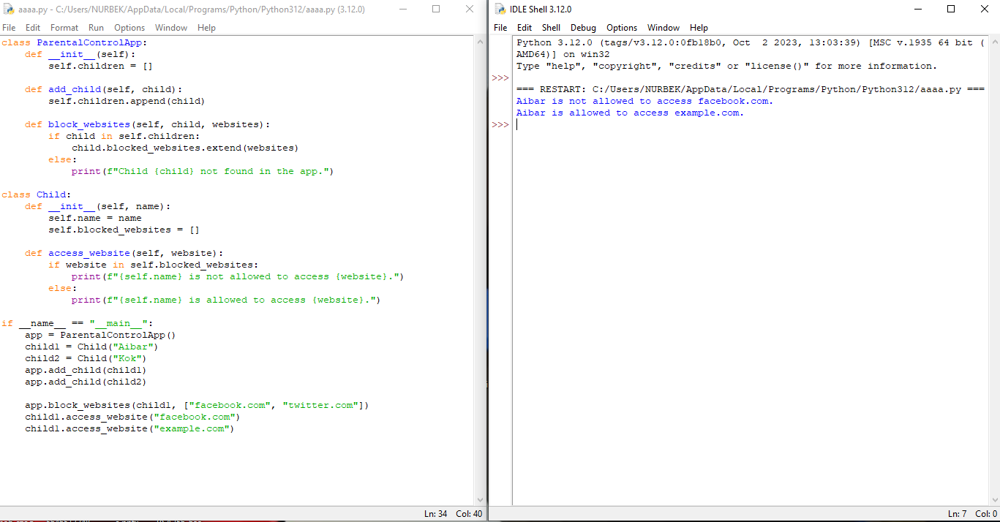 aaaa.py - C:/Users/NURBEK/AppData/Local/Programs/Python/Python312/aaaa.py (3.12.0)
File Edit Format Run Options Window Help
class ParentalControlApp:
    def __init__(self):
        self.children = []

    def add_child(self, child):
        self.children.append(child)

    def block_websites(self, child, websites):
        if child in self.children:
            child.blocked_websites.extend(websites)
        else:
            print(f"Child {child} not found in the app.")

class Child:
    def __init__(self, name):
        self.name = name
        self.blocked_websites = []

    def access_website(self, website):
        if website in self.blocked_websites:
            print(f"{self.name} is not allowed to access {website}.")
        else:
            print(f"{self.name} is allowed to access {website}.")

if __name__ == "__main__":
    app = ParentalControlApp()
    child1 = Child("Aibar")
    child2 = Child("Kok")
    app.add_child(child1)
    app.add_child(child2)

    app.block_websites(child1, ["facebook.com", "twitter.com"])
    child1.access_website("facebook.com")
    child1.access_website("example.com")
Ln: 34 Col: 40
IDLE Shell 3.12.0
File Edit Shell Debug Options Window Help
Python 3.12.0 (tags/v3.12.0:0fb18b0, Oct  2 2023, 13:03:39) [MSC v.1935 64 bit (
AMD64)] on win32
Type "help", "copyright", "credits" or "license()" for more information.
>>>
=== RESTART: C:/Users/NURBEK/AppData/Local/Programs/Python/Python312/aaaa.py ===
Aibar is not allowed to access facebook.com.
Aibar is allowed to access example.com.
>>>
Ln: 7 Col: 0